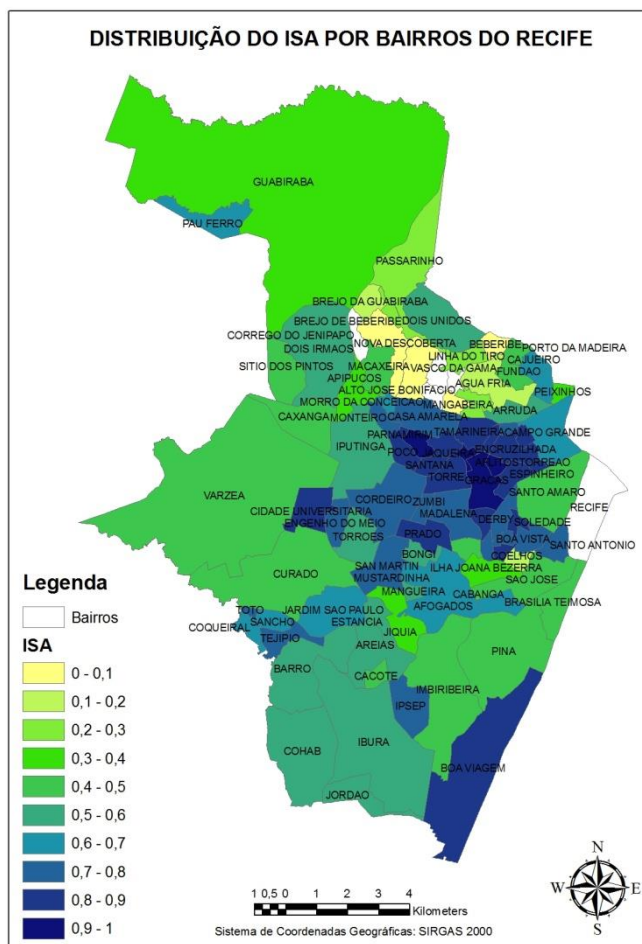 DISTRIBUIÇÃO DO ISA POR BAIRROS DO RECIFE
GUABIRABA
PAU FERRO
PASSARINHO
BREJO DA GUABIRABA
BREJO DE BEBERIBE
DOIS UNIDOS
CORREGO DO JENIPAPO
NOVA DESCOBERTA
BEBERIBE
PORTO DA MADEIRA
DOIS IRMAOS
LINHA DO TIRO
CAJUEIRO
SITIO DOS PINTOS
MACAXEIRA
VASCO DA GAMA
FUNDAO
APIPUCOS
AGUA FRIA
ALTO JOSE BONIFACIO
PEIXINHOS
MORRO DA CONCEICAO
MANGABEIRA
ARRUDA
CAXANGA
MONTEIRO
CASA AMARELA
TAMARINEIRA
CAMPO GRANDE
PARNAMIRIM
IPUTINGA
POCO
JAQUEIRA
ENCRUZILHADA
SANTANA
AFLITOS
TORREAO
ESPINHEIRO
TORRE
GRACAS
VARZEA
SANTO AMARO
RECIFE
CORDEIRO
ZUMBI
CIDADE UNIVERSITARIA
MADALENA
DERBY
SOLEDADE
ENGENHO DO MEIO
TORROES
PRADO
BOA VISTA
SANTO ANTONIO
BONGI
COELHOS
SAN MARTIN
ILHA JOANA BEZERRA
CURADO
MUSTARDINHA
SAO JOSE
MANGUEIRA
CABANGA
TOTO
JARDIM SAO PAULO
AFOGADOS
BRASILIA TEIMOSA
SANCHO
ESTANCIA
COQUEIRAL
TEJIPIO
JIQUIA
AREIAS
PINA
BARRO
CACOTE
IMBIRIBEIRA
IPSEP
COHAB
IBURA
BOA VIAGEM
JORDAO
Legenda
Bairros
ISA
0 - 0,1
0,1 - 0,2
0,2 - 0,3
0,3 - 0,4
0,4 - 0,5
0,5 - 0,6
0,6 - 0,7
0,7 - 0,8
0,8 - 0,9
0,9 - 1
1 0,5 0 1 2 3 4
Kilometers
Sistema de Coordenadas Geográficas: SIRGAS 2000
N
W E
S